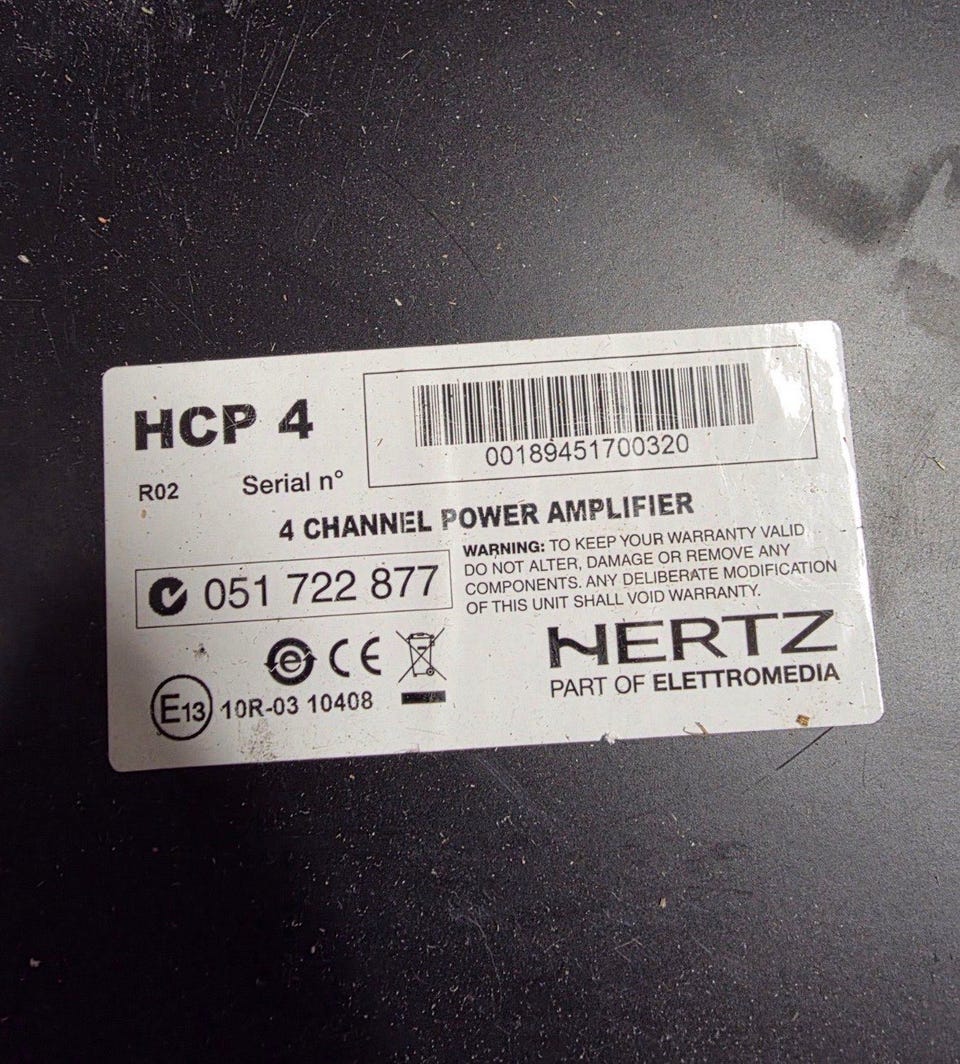 HCP 4
00189451700320
R02 Serial n°
4 CHANNEL POWER AMPLIFIER
051 722 877
WARNING: TO KEEP YOUR WARRANTY VALID
DO NOT ALTER, DAMAGE OR REMOVE ANY
COMPONENTS. ANY DELIBERATE MODIFICATION
OF THIS UNIT SHALL VOID WARRANTY.
e CE
E13 10R-03 10408
HERTZ
PART OF ELETTROMEDIA